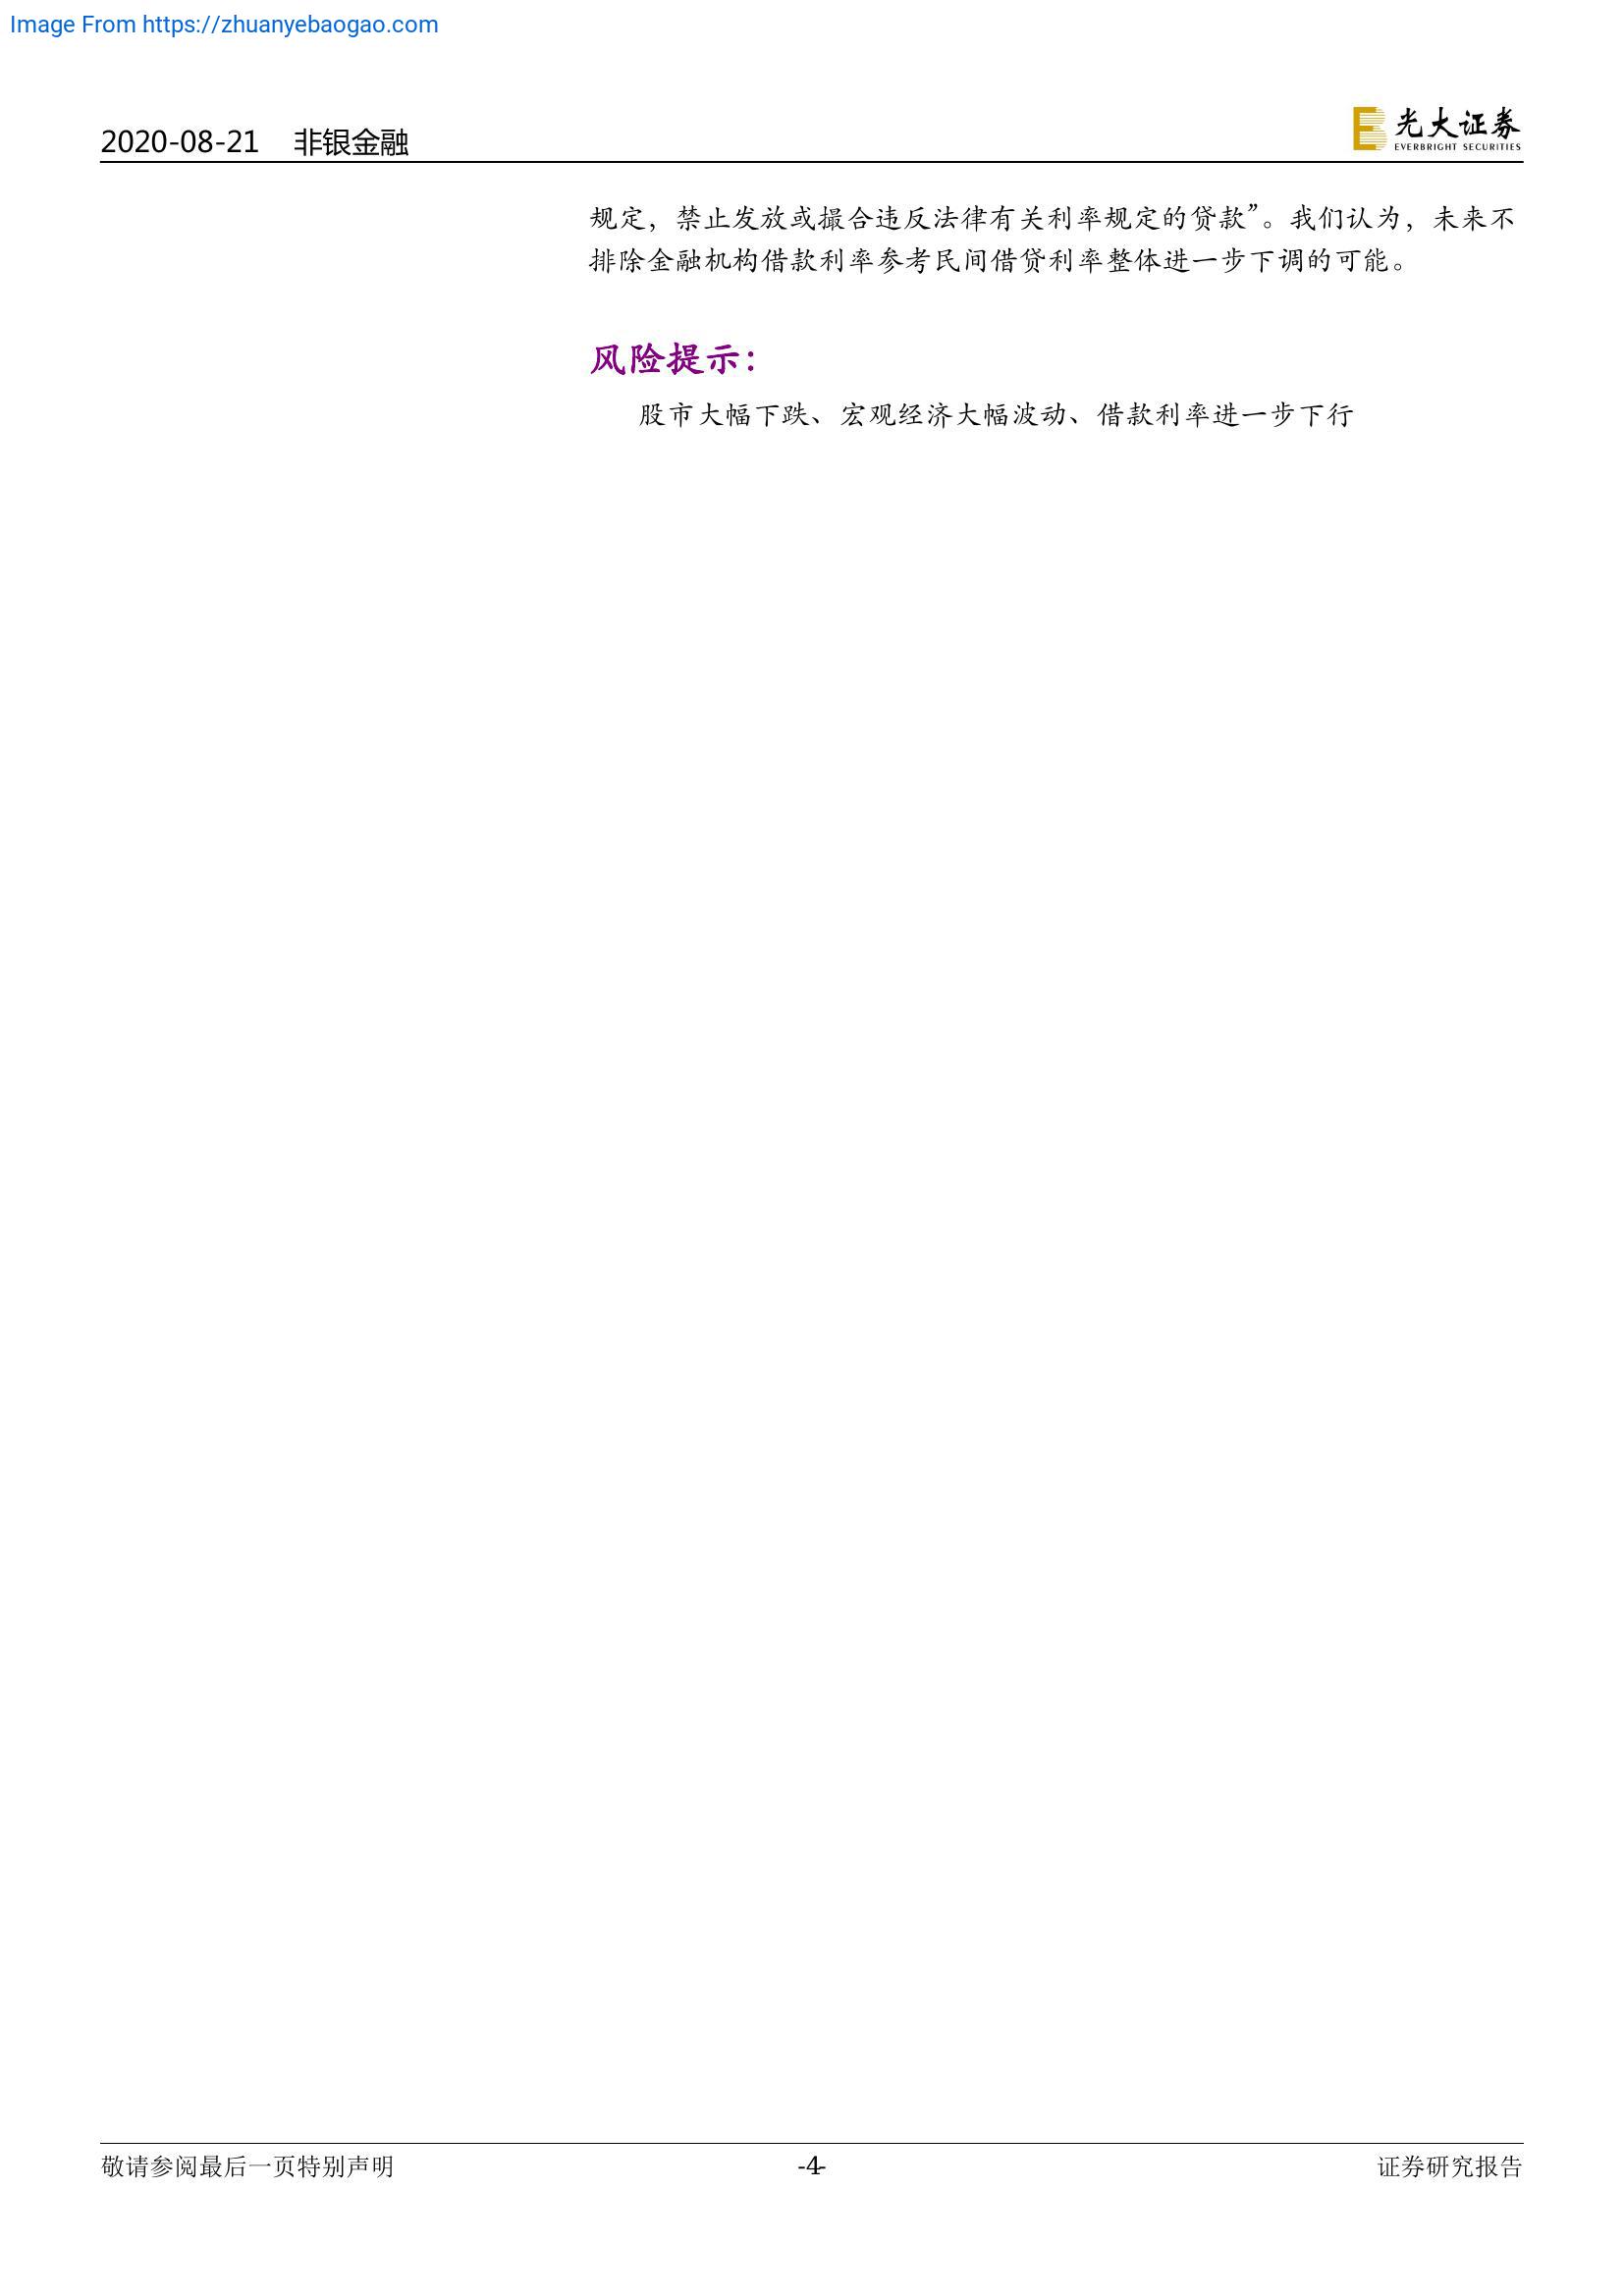 Image From https://zhuanyebaogao.com
2020-08-21 非银金融
光大证券
EVERBRIGHT SECURITIES
规定，禁止发放或撮合违反法律有关利率规定的贷款”。我们认为，未来不
排除金融机构借款利率参考民间借贷利率整体进一步下调的可能。
风险提示：
股市大幅下跌、宏观经济大幅波动、借款利率进一步下行
敬请参阅最后一页特别声明
-4-
证券研究报告